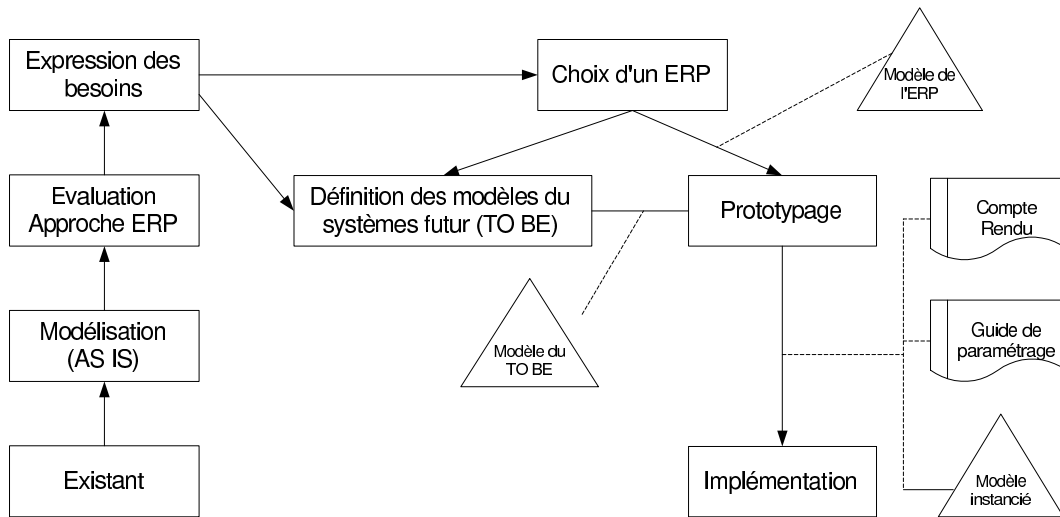 Expression des
besoins
Choix d'un ERP
Modèle de
l'ERP
Evaluation
Approche ERP
Définition des modèles du
systèmes futur (TO BE)
Prototypage
Compte
Rendu
Modélisation
(AS IS)
Modèle du
TO BE
Guide de
paramétrage
Existant
Implémentation
Modèle
instancié